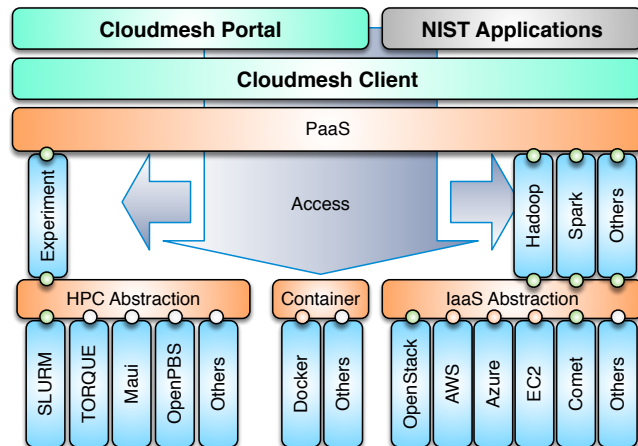 Cloudmesh Portal
NIST Applications
Cloudmesh Client
PaaS
Experiment
Access
Hadoop
Spark
Others
HPC Abstraction
Container
IaaS Abstraction
SLURM
TORQUE
Maui
OpenPBS
Others
Docker
Others
OpenStack
AWS
Azure
EC2
Comet
Others